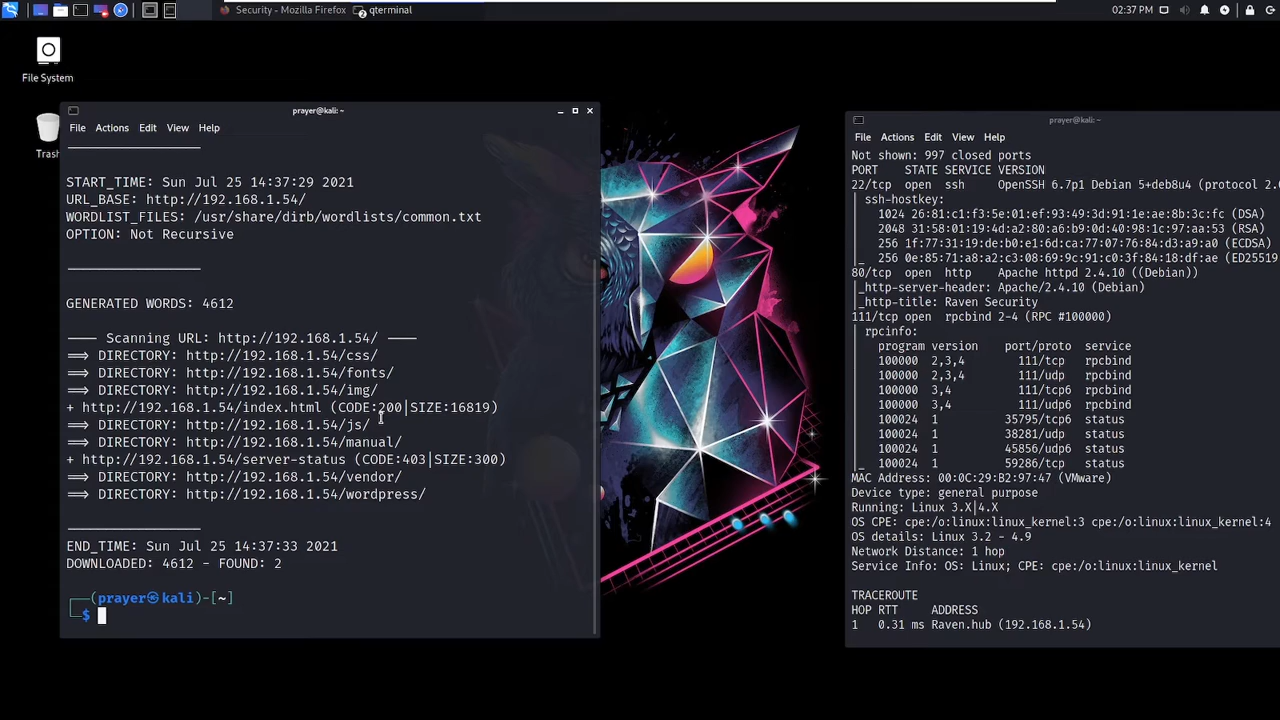 Security - Mozilla Firefox
2 qterminal
02:37 PM
File System
Trash
prayer@kali: ~
File Actions Edit View Help
START_TIME: Sun Jul 25 14:37:29 2021
URL_BASE: http://192.168.1.54/
WORDLIST_FILES: /usr/share/dirb/wordlists/common.txt
OPTION: Not Recursive
GENERATED WORDS: 4612
—— Scanning URL: http://192.168.1.54/ ——
==> DIRECTORY: http://192.168.1.54/css/
==> DIRECTORY: http://192.168.1.54/fonts/
==> DIRECTORY: http://192.168.1.54/img/
+ http://192.168.1.54/index.html (CODE:200|SIZE:16819)
==> DIRECTORY: http://192.168.1.54/js/
==> DIRECTORY: http://192.168.1.54/manual/
+ http://192.168.1.54/server-status (CODE:403|SIZE:300)
==> DIRECTORY: http://192.168.1.54/vendor/
==> DIRECTORY: http://192.168.1.54/wordpress/
END_TIME: Sun Jul 25 14:37:33 2021
DOWNLOADED: 4612 - FOUND: 2
┌──(prayer㉿kali)-[~]
└─$
prayer@kali: ~
File Actions Edit View Help
Not shown: 997 closed ports
PORT STATE SERVICE VERSION
22/tcp open ssh OpenSSH 6.7p1 Debian 5+deb8u4 (protocol 2.0
| ssh-hostkey:
| 1024 26:81:c1:f3:5e:01:ef:93:49:3d:91:1e:ae:8b:3c:fc (DSA)
| 2048 31:58:01:19:4d:a2:80:a6:b9:0d:40:98:1c:97:aa:53 (RSA)
| 256 1f:77:31:19:de:b0:e1:6d:ca:77:07:76:84:d3:a9:a0 (ECDSA)
|_ 256 0e:85:71:a8:a2:c3:08:69:9c:91:c0:3f:84:18:df:ae (ED25519
80/tcp open http Apache httpd 2.4.10 ((Debian))
|_http-server-header: Apache/2.4.10 (Debian)
|_http-title: Raven Security
111/tcp open rpcbind 2-4 (RPC #100000)
| rpcinfo:
| program version port/proto service
| 100000 2,3,4 111/tcp rpcbind
| 100000 2,3,4 111/udp rpcbind
| 100000 3,4 111/tcp6 rpcbind
| 100000 3,4 111/udp6 rpcbind
| 100024 1 35795/tcp6 status
| 100024 1 38281/udp status
| 100024 1 45856/udp6 status
|_ 100024 1 59286/tcp status
MAC Address: 00:0C:29:B2:97:47 (VMware)
Device type: general purpose
Running: Linux 3.X|4.X
OS CPE: cpe:/o:linux:linux_kernel:3 cpe:/o:linux:linux_kernel:4
OS details: Linux 3.2 - 4.9
Network Distance: 1 hop
Service Info: OS: Linux; CPE: cpe:/o:linux:linux_kernel
TRACEROUTE
HOP RTT ADDRESS
1 0.31 ms Raven.hub (192.168.1.54)